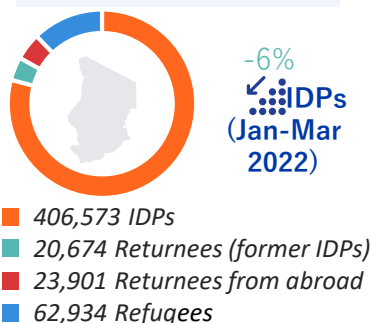 -6%
IDPs
(Jan-Mar
2022)
406,573 IDPs
20,674 Returnees (former IDPs)
23,901 Returnees from abroad
62,934 Refugees